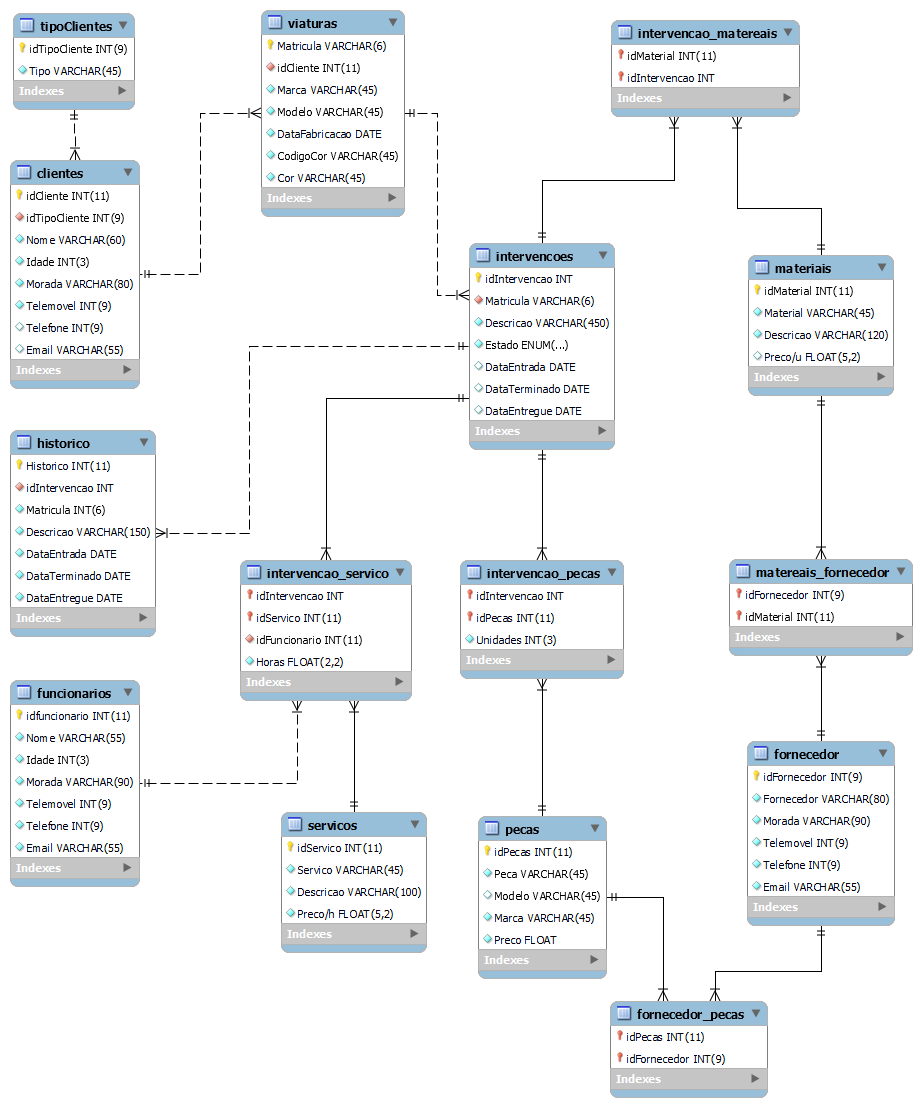 tipoClientes
idTipoCliente INT(9)
Tipo VARCHAR(45)
Indexes
viaturas
Matricula VARCHAR(6)
idCliente INT(11)
Marca VARCHAR(45)
Modelo VARCHAR(45)
DataFabricacao DATE
CodigoCor VARCHAR(45)
Cor VARCHAR(45)
Indexes
intervencao_matereais
idMaterial INT(11)
idIntervencao INT
Indexes
clientes
idCliente INT(11)
idTipoCliente INT(9)
Nome VARCHAR(60)
Idade INT(3)
Morada VARCHAR(80)
Telemovel INT(9)
Telefone INT(9)
Email VARCHAR(55)
Indexes
intervencoes
idIntervencao INT
Matricula VARCHAR(6)
Descricao VARCHAR(450)
Estado ENUM(...)
DataEntrada DATE
DataTerminado DATE
DataEntregue DATE
Indexes
materiais
idMaterial INT(11)
Material VARCHAR(45)
Descricao VARCHAR(120)
Preco/u FLOAT(5,2)
Indexes
historico
Historico INT(11)
idIntervencao INT
Matricula INT(6)
Descricao VARCHAR(150)
DataEntrada DATE
DataTerminado DATE
DataEntregue DATE
Indexes
intervencao_servico
idIntervencao INT
idServico INT(11)
idFuncionario INT(11)
Horas FLOAT(2,2)
Indexes
intervencao_pecas
idIntervencao INT
idPecas INT(11)
Unidades INT(3)
Indexes
matereais_fornecedor
idFornecedor INT(9)
idMaterial INT(11)
Indexes
funcionarios
idfuncionario INT(11)
Nome VARCHAR(55)
Idade INT(3)
Morada VARCHAR(90)
Telemovel INT(9)
Telefone INT(9)
Email VARCHAR(55)
Indexes
servicos
idServico INT(11)
Servico VARCHAR(45)
Descricao VARCHAR(100)
Preco/h FLOAT(5,2)
Indexes
pecas
idPecas INT(11)
Peca VARCHAR(45)
Modelo VARCHAR(45)
Marca VARCHAR(45)
Preco FLOAT
Indexes
fornecedor
idFornecedor INT(9)
Fornecedor VARCHAR(80)
Morada VARCHAR(90)
Telemovel INT(9)
Telefone INT(9)
Email VARCHAR(55)
Indexes
fornecedor_pecas
idPecas INT(11)
idFornecedor INT(9)
Indexes